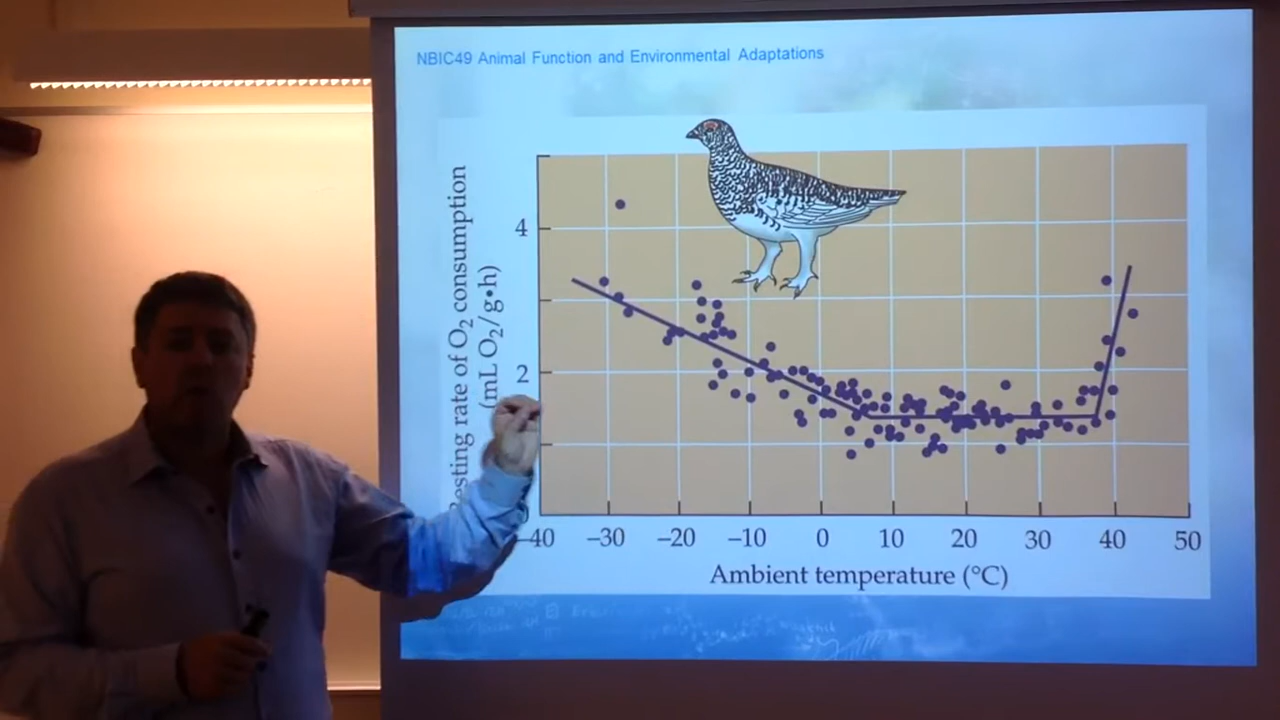 NBIC49 Animal Function and Environmental Adaptations
esting rate of O2 consumption
(mL O2/g•h)
4
2
–40 –30 –20 –10 0 10 20 30 40 50
Ambient temperature (°C)